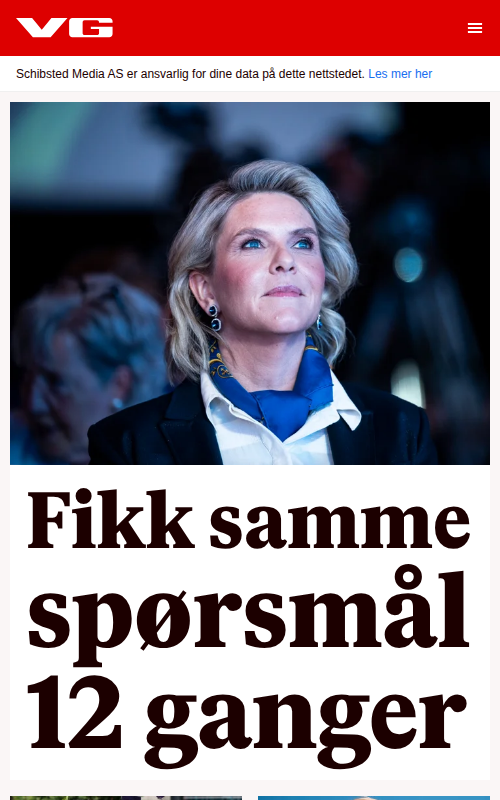 VG
Schibsted Media AS er ansvarlig for dine data på dette nettstedet. Les mer her
Fikk samme
spørsmål
12 ganger